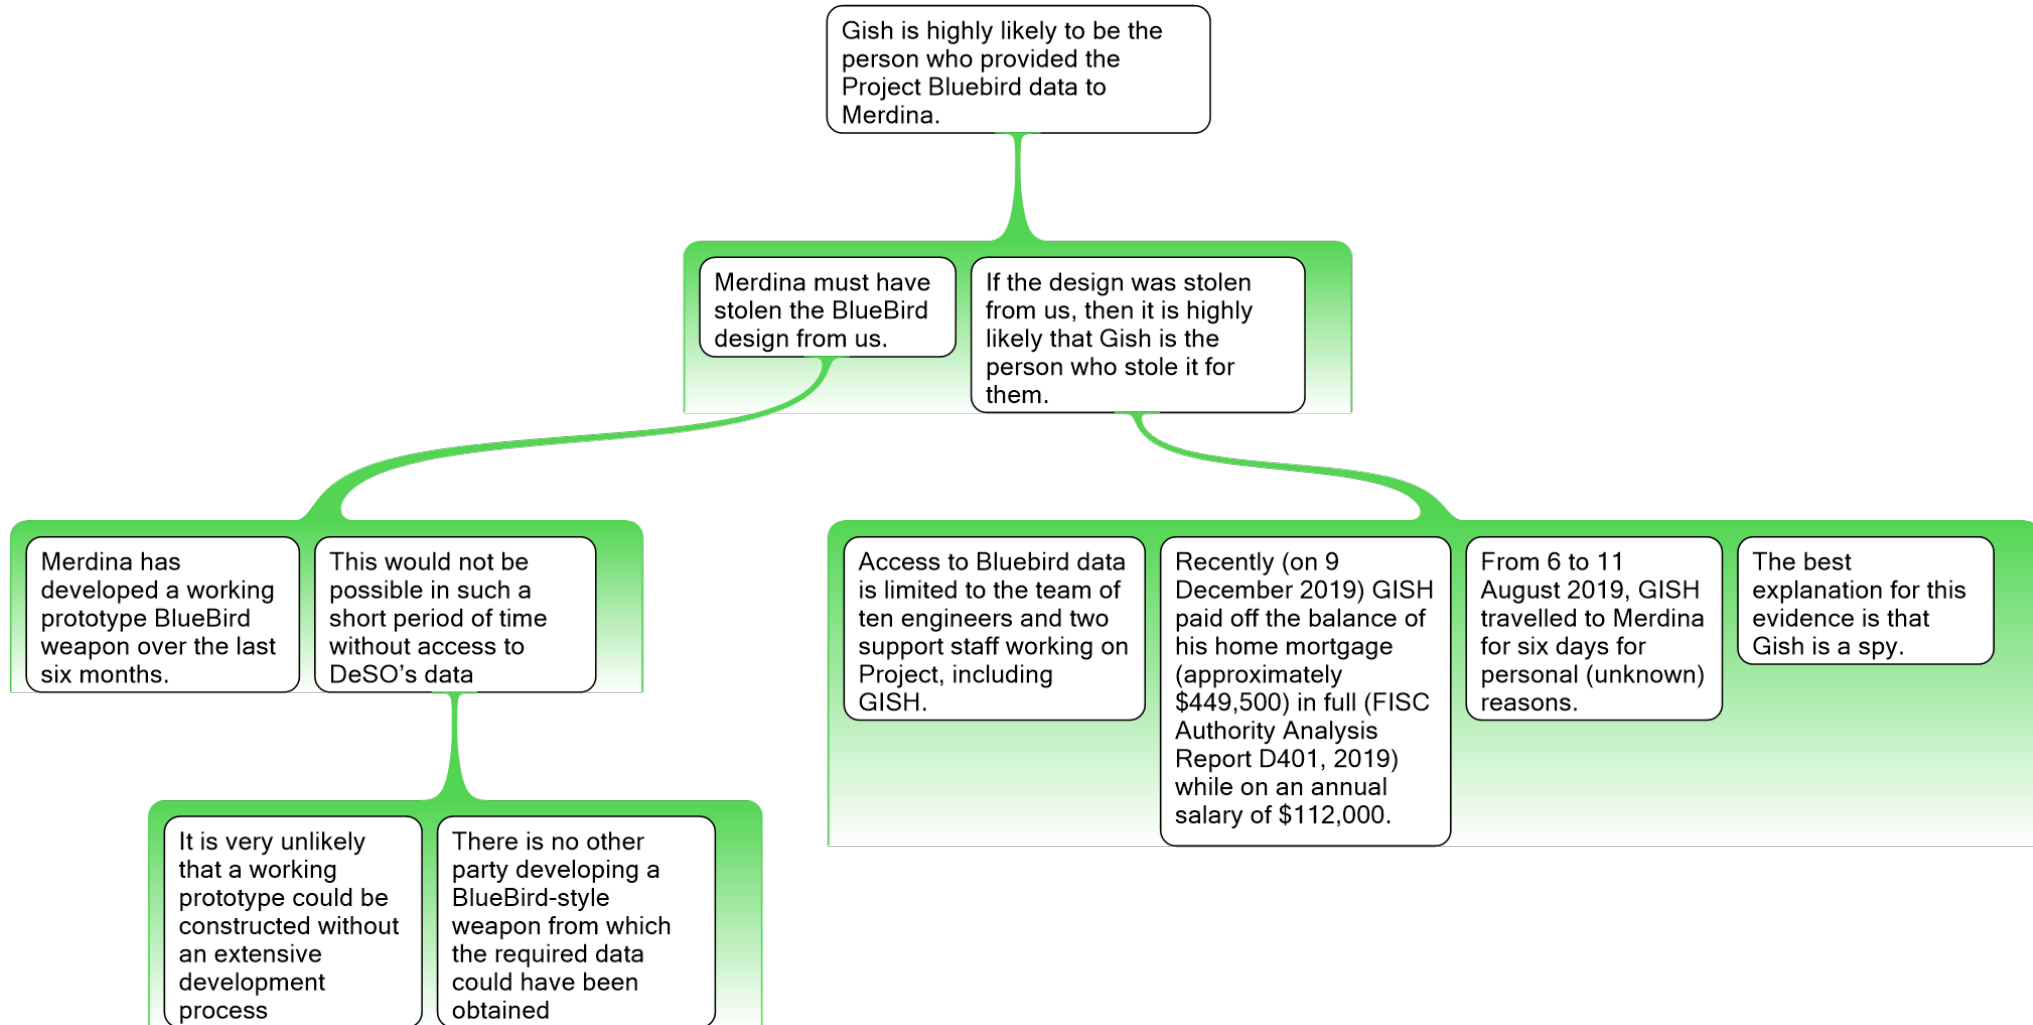 Gish is highly likely to be the
person who provided the
Project Bluebird data to
Merdina.
Merdina must have
stolen the BlueBird
design from us.
If the design was stolen
from us, then it is highly
likely that Gish is the
person who stole it for
them.
Merdina has
developed a working
prototype BlueBird
weapon over the last
six months.
This would not be
possible in such a
short period of time
without access to
DeSO’s data
Access to Bluebird data
is limited to the team of
ten engineers and two
support staff working on
Project, including
GISH.
Recently (on 9
December 2019) GISH
paid off the balance of
his home mortgage
(approximately
$449,500) in full (FISC
Authority Analysis
Report D401, 2019)
while on an annual
salary of $112,000.
From 6 to 11
August 2019, GISH
travelled to Merdina
for six days for
personal (unknown)
reasons.
The best
explanation for this
evidence is that
Gish is a spy.
It is very unlikely
that a working
prototype could be
constructed without
an extensive
development
process
There is no other
party developing a
BlueBird-style
weapon from which
the required data
could have been
obtained